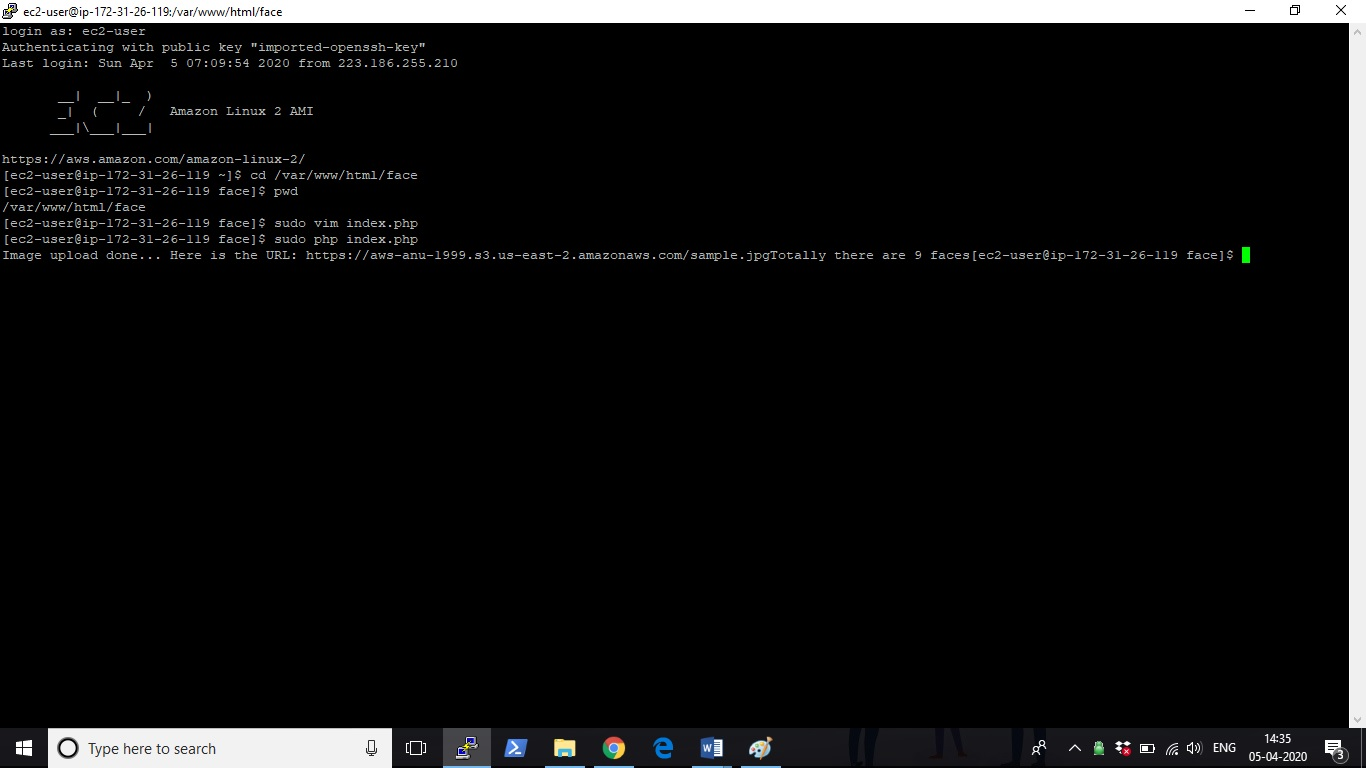 ec2-user@ip-172-31-26-119:/var/www/html/face
login as: ec2-user
Authenticating with public key "imported-openssh-key"
Last login: Sun Apr  5 07:09:54 2020 from 223.186.255.210
       __|  __|_  )
       _|  (     /   Amazon Linux 2 AMI
      ___|\___|___|
https://aws.amazon.com/amazon-linux-2/
[ec2-user@ip-172-31-26-119 ~]$ cd /var/www/html/face
[ec2-user@ip-172-31-26-119 face]$ pwd
/var/www/html/face
[ec2-user@ip-172-31-26-119 face]$ sudo vim index.php
[ec2-user@ip-172-31-26-119 face]$ sudo php index.php
Image upload done... Here is the URL: https://aws-anu-1999.s3.us-east-2.amazonaws.com/sample.jpgTotally there are 9 faces[ec2-user@ip-172-31-26-119 face]$
Type here to search
ENG
14:35
05-04-2020
3